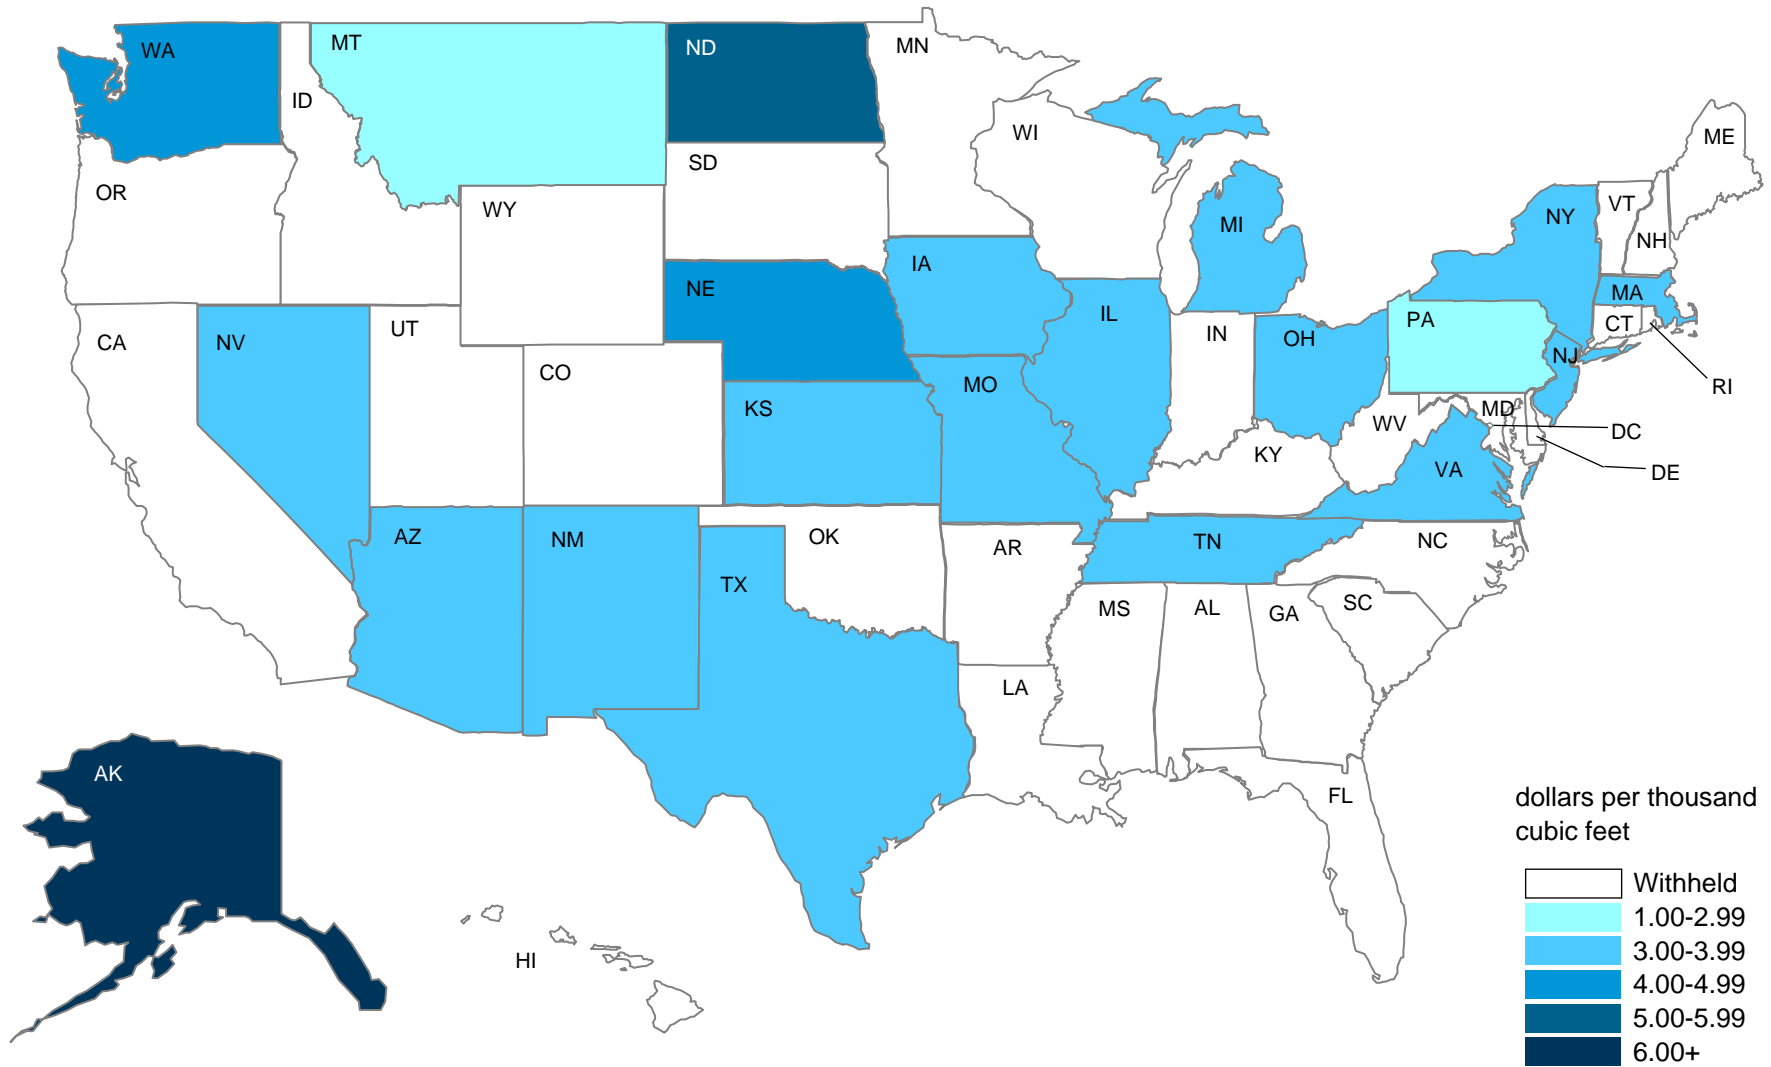 WA
MT
ND
MN
ID
OR
WY
SD
WI
MI
ME
VT
NH
NY
MA
CT
RI
CA
NV
UT
CO
NE
IA
IL
IN
OH
PA
NJ
MD
DC
DE
KS
MO
KY
WV
VA
AZ
NM
OK
AR
TN
NC
TX
LA
MS
AL
GA
SC
FL
AK
HI
dollars per thousand
cubic feet
Withheld
1.00-2.99
3.00-3.99
4.00-4.99
5.00-5.99
6.00+